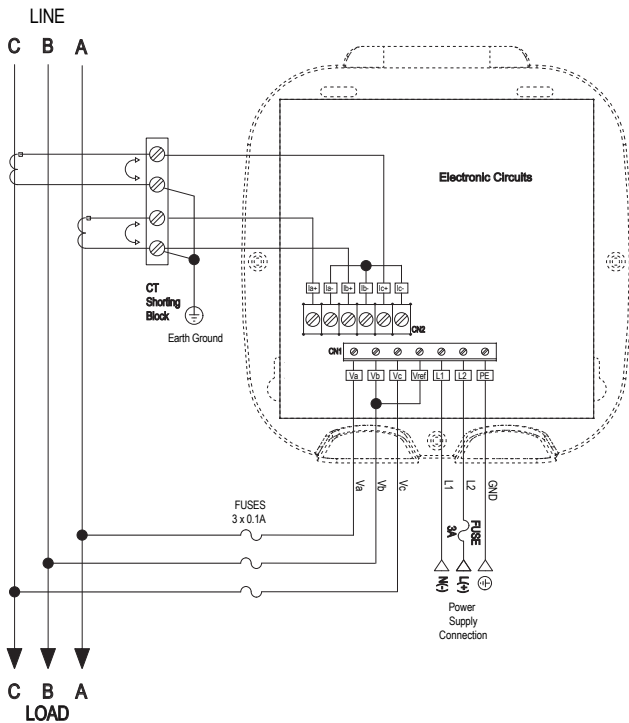 LINE
C B A
Electronic Circuits
CT
Shorting
Block
Earth Ground
Ia+ Ia- Ib+ Ib- Ic+ Ic-
CN2
CN1
Va Vb Vc Vref L1 L2 PE
Va Vb Vc L1 L2 GND
FUSES
3 x 0.1A
FUSE
3A
N(-) L(+)
Power
Supply
Connection
C B A
LOAD